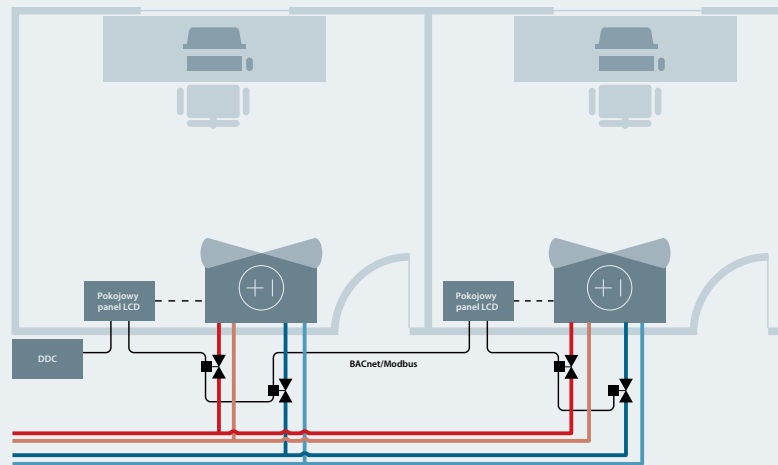 Pokojowy
panel LCD
Pokojowy
panel LCD
DDC
BACnet/Modbus